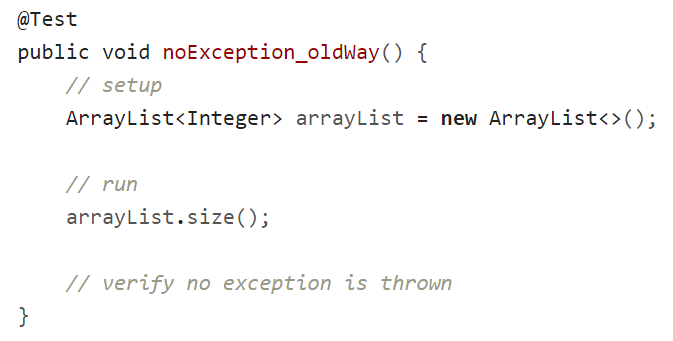 @Test
public void noException_oldWay() {
    // setup
    ArrayList<Integer> arrayList = new ArrayList<>();

    // run
    arrayList.size();

    // verify no exception is thrown
}